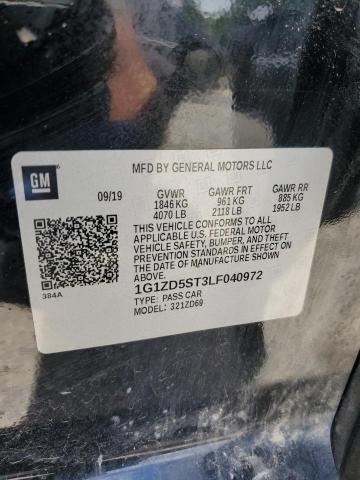 GM
MFD BY GENERAL MOTORS LLC
09/19 GVWR GAWR FRT GAWR RR
1846 KG 961 KG 885 KG
4070 LB 2118 LB 1952 LB
THIS VEHICLE CONFORMS TO ALL
APPLICABLE U.S. FEDERAL MOTOR
VEHICLE SAFETY, BUMPER, AND THEFT
PREVENTION STANDARDS IN EFFECT
ON THE DATE OF MANUFACTURE SHOWN
ABOVE.
384A
1G1ZD5ST3LF040972
TYPE: PASS CAR
MODEL: 321ZD69